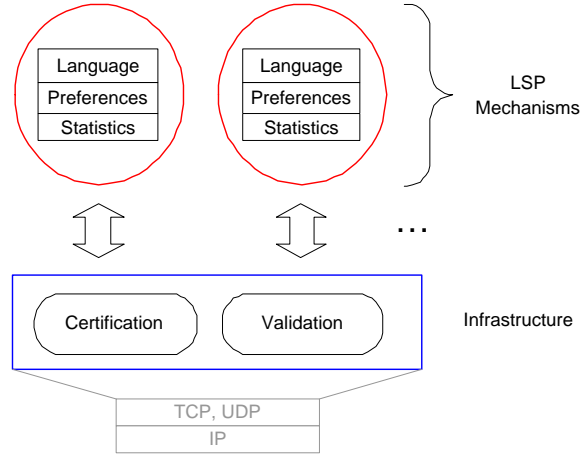 Language
Preferences
Statistics
Language
Preferences
Statistics
LSP
Mechanisms
...
Certification
Validation
Infrastructure
TCP, UDP
IP